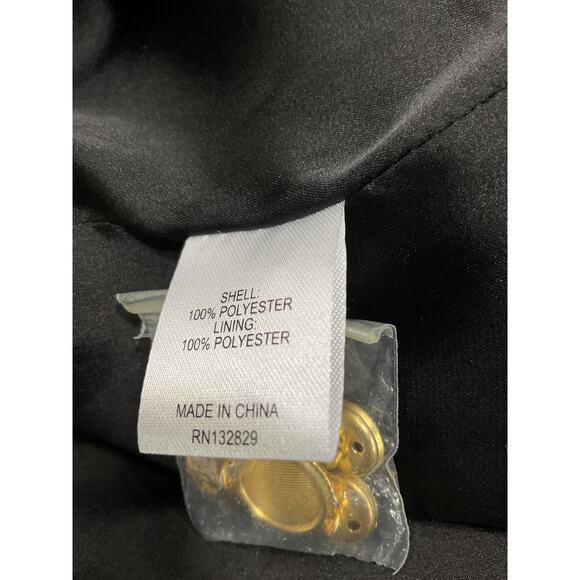 SHELL:
100% POLYESTER
LINING:
100% POLYESTER
MADE IN CHINA
RN132829